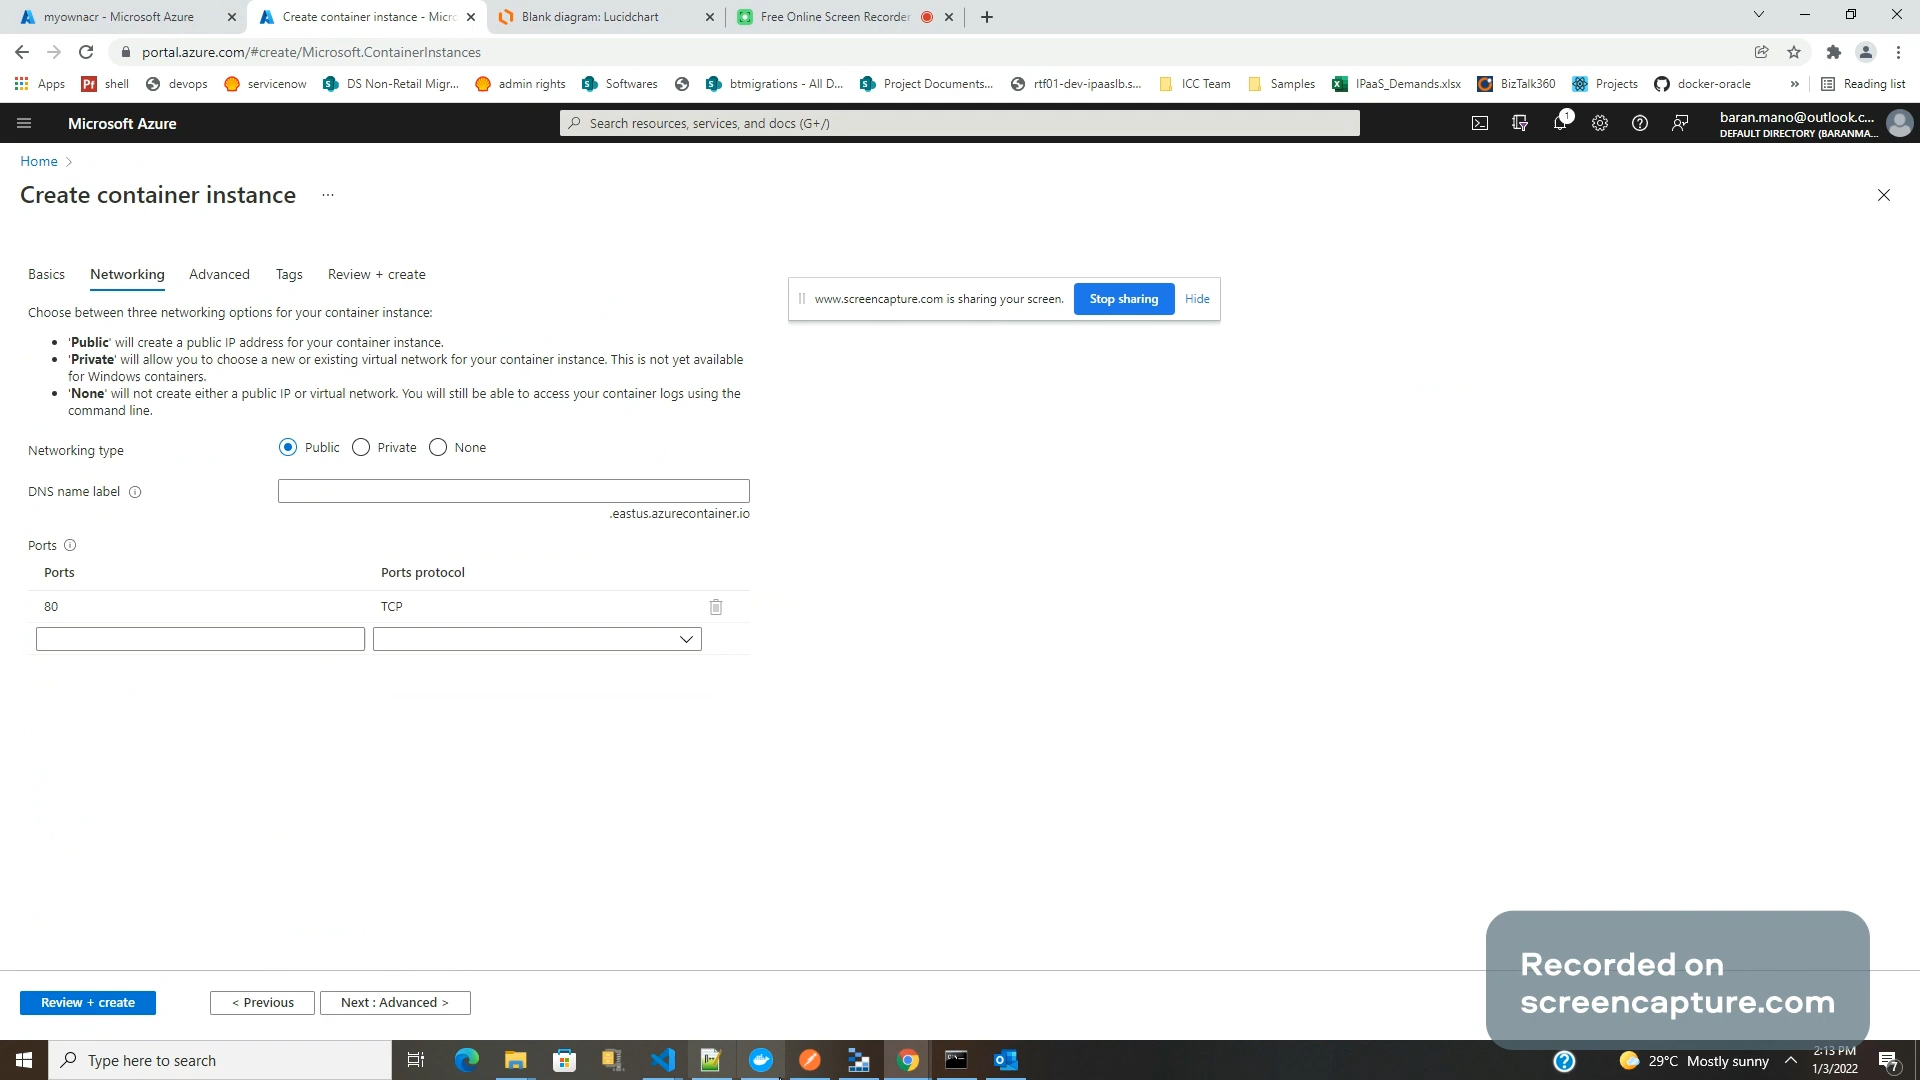 myownacr - Microsoft Azure
Create container instance - Micr
Blank diagram: Lucidchart
Free Online Screen Recorder
portal.azure.com/#create/Microsoft.ContainerInstances
Apps
shell
devops
servicenow
DS Non-Retail Migr...
admin rights
Softwares
btmigrations - All D...
Project Documents...
rtf01-dev-ipaaslb.s...
ICC Team
Samples
IPaaS_Demands.xlsx
BizTalk360
Projects
docker-oracle
»
Reading list
Microsoft Azure
Search resources, services, and docs (G+/)
1
baran.mano@outlook.c...
DEFAULT DIRECTORY (BARANMA...
Home >
Create container instance ...
Basics
Networking
Advanced
Tags
Review + create
www.screencapture.com is sharing your screen.
Stop sharing
Hide
Choose between three networking options for your container instance:
• 'Public' will create a public IP address for your container instance.
• 'Private' will allow you to choose a new or existing virtual network for your container instance. This is not yet available
for Windows containers.
• 'None' will not create either a public IP or virtual network. You will still be able to access your container logs using the
command line.
Networking type
Public
Private
None
DNS name label
.eastus.azurecontainer.io
Ports
Ports
Ports protocol
80
TCP
Review + create
< Previous
Next : Advanced >
Recorded on
screencapture.com
Type here to search
29°C Mostly sunny
2:13 PM
1/3/2022
7